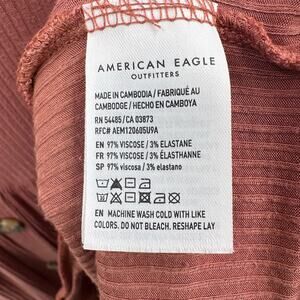 AMERICAN EAGLE
OUTFITTERS
MADE IN CAMBODIA / FABRIQUÉ AU
CAMBODGE / HECHO EN CAMBOYA
RN 54485/ CA 03873
RFC# AEM120605U9A
EN 97% VISCOSE / 3% ELASTANE
FR 97% VISCOSE / 3% ÉLASTHANNE
SP 97% viscosa / 3% elastano
EN MACHINE WASH COLD WITH LIKE
COLORS. DO NOT BLEACH. RESHAPE LAY